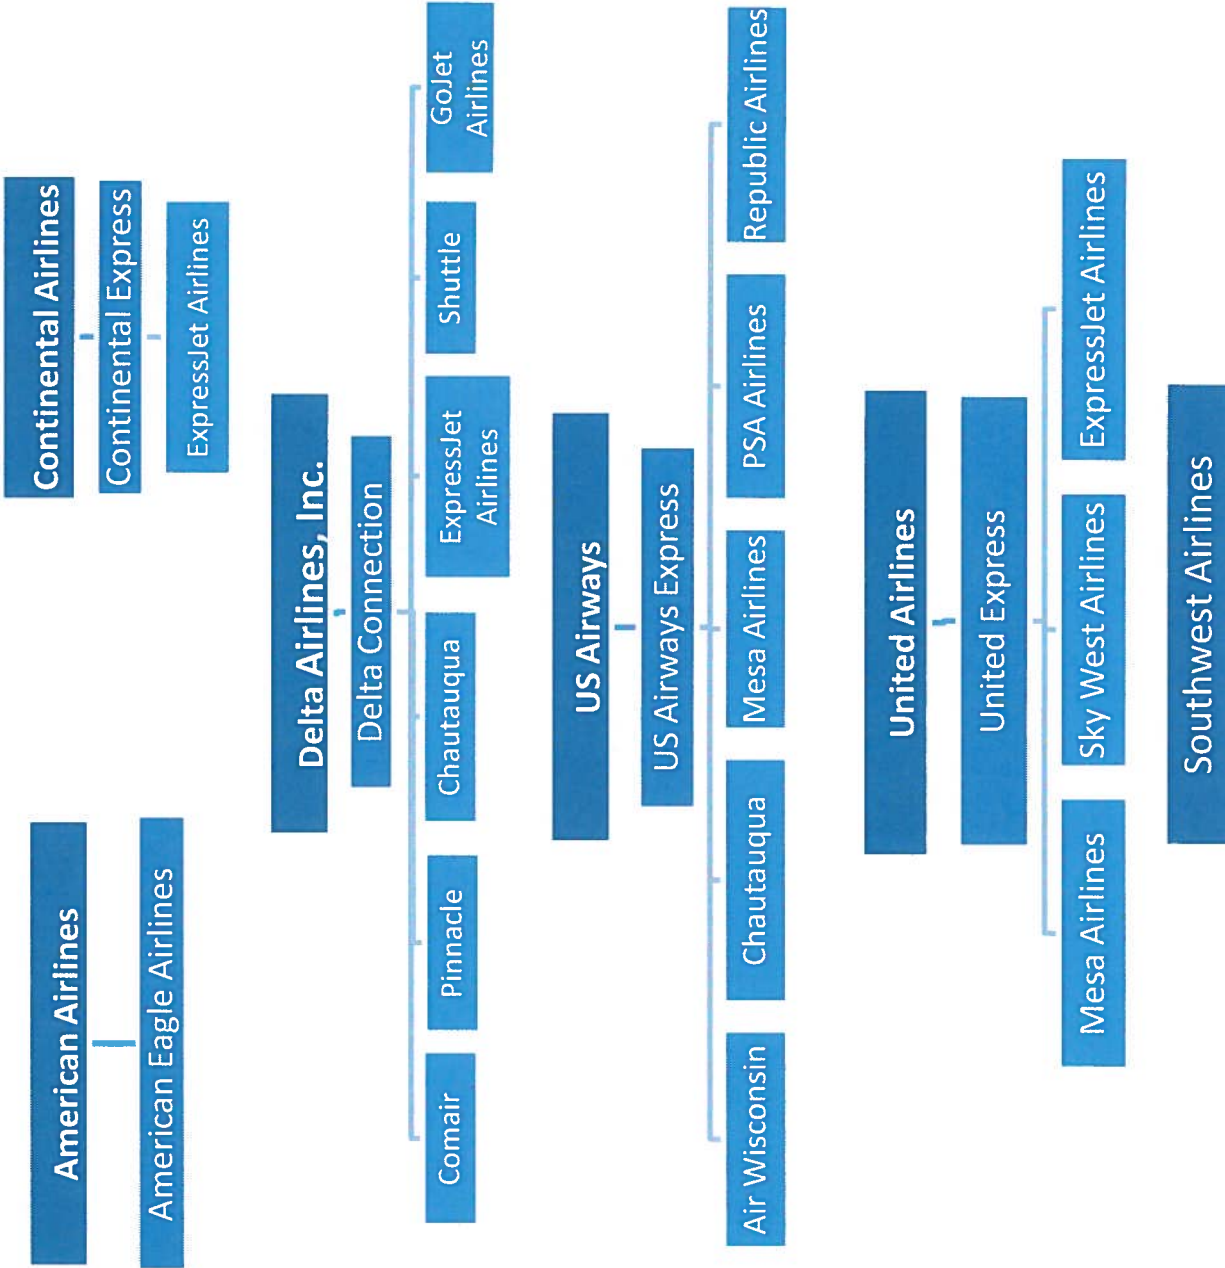 American Airlines
American Eagle Airlines
Continental Airlines
Continental Express
ExpressJet Airlines
Delta Airlines, Inc.
Delta Connection
Comair
Pinnacle
Chautauqua
ExpressJet
Airlines
Shuttle
GoJet
Airlines
US Airways
US Airways Express
Air Wisconsin
Chautauqua
Mesa Airlines
PSA Airlines
Republic Airlines
United Airlines
United Express
Mesa Airlines
Sky West Airlines
ExpressJet Airlines
Southwest Airlines